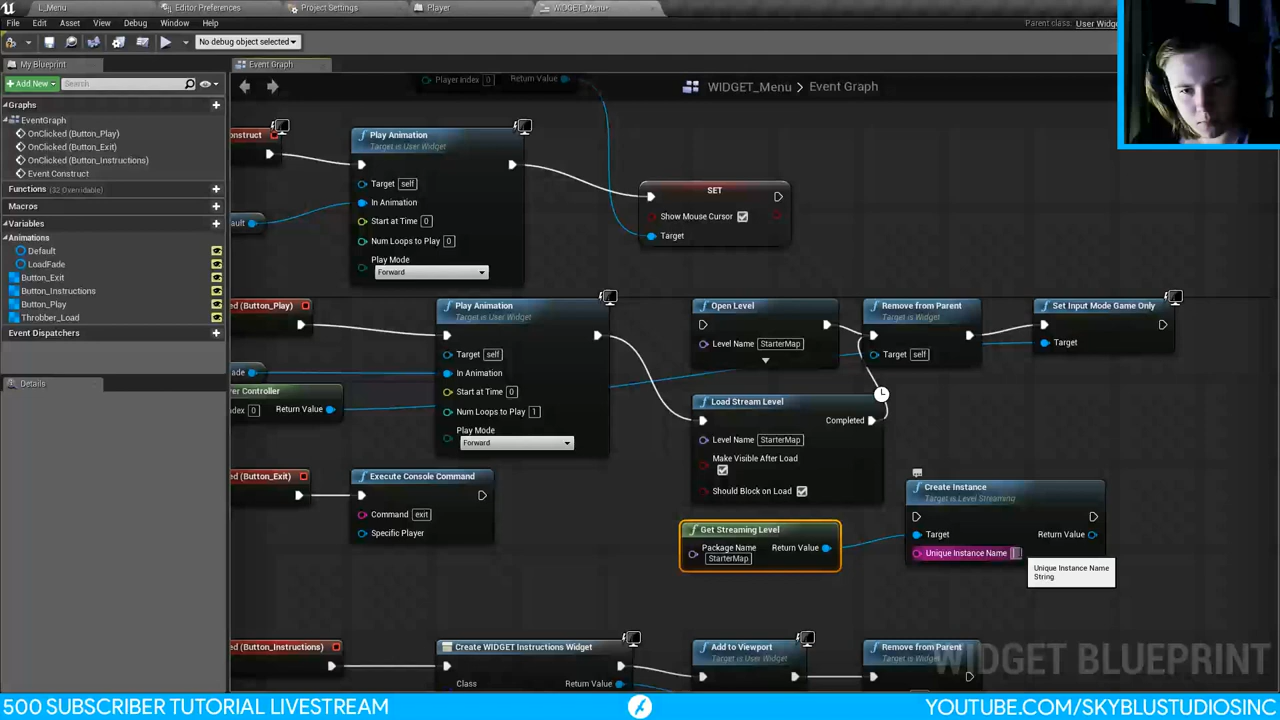 L_Menu
Editor Preferences
Project Settings
Player
WIDGET_Menu*
File Edit Asset View Debug Window Help
Parent class: User Widg
No debug object selected
My Blueprint
Event Graph
Add New
Search
WIDGET_Menu > Event Graph
Graphs
EventGraph
OnClicked (Button_Play)
OnClicked (Button_Exit)
OnClicked (Button_Instructions)
Event Construct
Functions (32 Overridable)
Macros
Variables
Animations
Default
LoadFade
Button_Exit
Button_Instructions
Button_Play
Throbber_Load
Event Dispatchers
Details
Player Index 0 Return Value
onstruct
ault
Play Animation
Target is User Widget
Target self
In Animation
Start at Time 0
Num Loops to Play 0
Play Mode
Forward
SET
Show Mouse Cursor
Target
ked (Button_Play)
ade
er Controller
ndex 0 Return Value
Play Animation
Target is User Widget
Target self
In Animation
Start at Time 0
Num Loops to Play 1
Play Mode
Forward
Open Level
Level Name StarterMap
Remove from Parent
Target is Widget
Target self
Set Input Mode Game Only
Target
Load Stream Level
Completed
Level Name StarterMap
Make Visible After Load
Should Block on Load
ked (Button_Exit)
Execute Console Command
Command exit
Specific Player
Get Streaming Level
Package Name Return Value
StarterMap
Create Instance
Target is Level Streaming
Target Return Value
Unique Instance Name
Unique Instance Name
String
ked (Button_Instructions)
Create WIDGET Instructions Widget
Class Return Value
Add to Viewport
Target is User Widget
Remove from Parent
Target is Widget
WIDGET BLUEPRINT
500 SUBSCRIBER TUTORIAL LIVESTREAM
YOUTUBE.COM/SKYBLUSTUDIOSINC